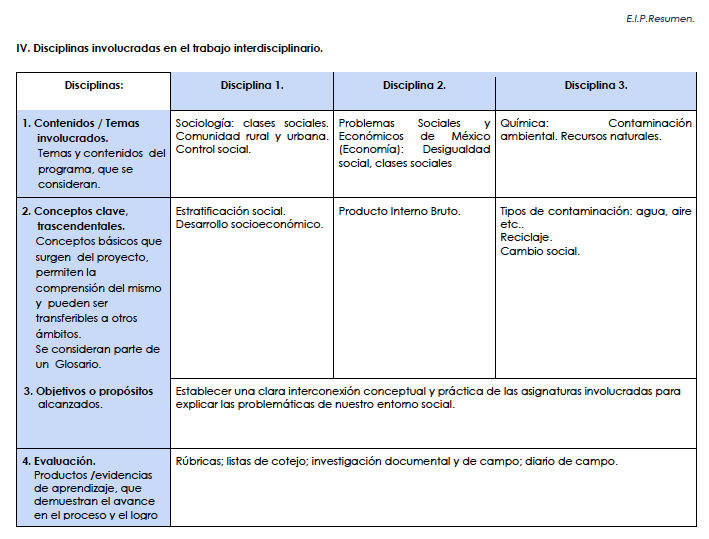 E.I.P.Resumen.
IV. Disciplinas involucradas en el trabajo interdisciplinario.
Disciplinas:
Disciplina 1.
Disciplina 2.
Disciplina 3.
1. Contenidos / Temas
involucrados.
Temas y contenidos del
programa, que se
consideran.
Sociología: clases sociales.
Comunidad rural y urbana.
Control social.
Problemas Sociales y
Económicos de México
(Economía): Desigualdad
social, clases sociales
Química: Contaminación
ambiental. Recursos naturales.
2. Conceptos clave,
trascendentales.
Conceptos básicos que
surgen del proyecto,
permiten la
comprensión del mismo
y pueden ser
transferibles a otros
ámbitos.
Se consideran parte de
un Glosario.
Estratificación social.
Desarrollo socioeconómico.
Producto Interno Bruto.
Tipos de contaminación: agua, aire
etc..
Reciclaje.
Cambio social.
3. Objetivos o propósitos
alcanzados.
Establecer una clara interconexión conceptual y práctica de las asignaturas involucradas para
explicar las problemáticas de nuestro entorno social.
4. Evaluación.
Productos /evidencias
de aprendizaje, que
demuestran el avance
en el proceso y el logro
Rúbricas; listas de cotejo; investigación documental y de campo; diario de campo.